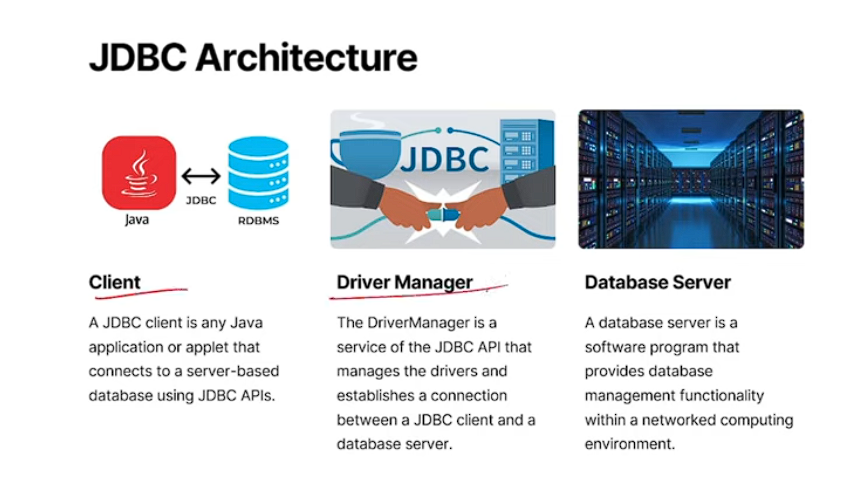 JDBC Architecture
Java
JDBC
RDBMS
JDBC
Client
A JDBC client is any Java
application or applet that
connects to a server-based
database using JDBC APIs.
Driver Manager
The DriverManager is a
service of the JDBC API that
manages the drivers and
establishes a connection
between a JDBC client and a
database server.
Database Server
A database server is a
software program that
provides database
management functionality
within a networked computing
environment.